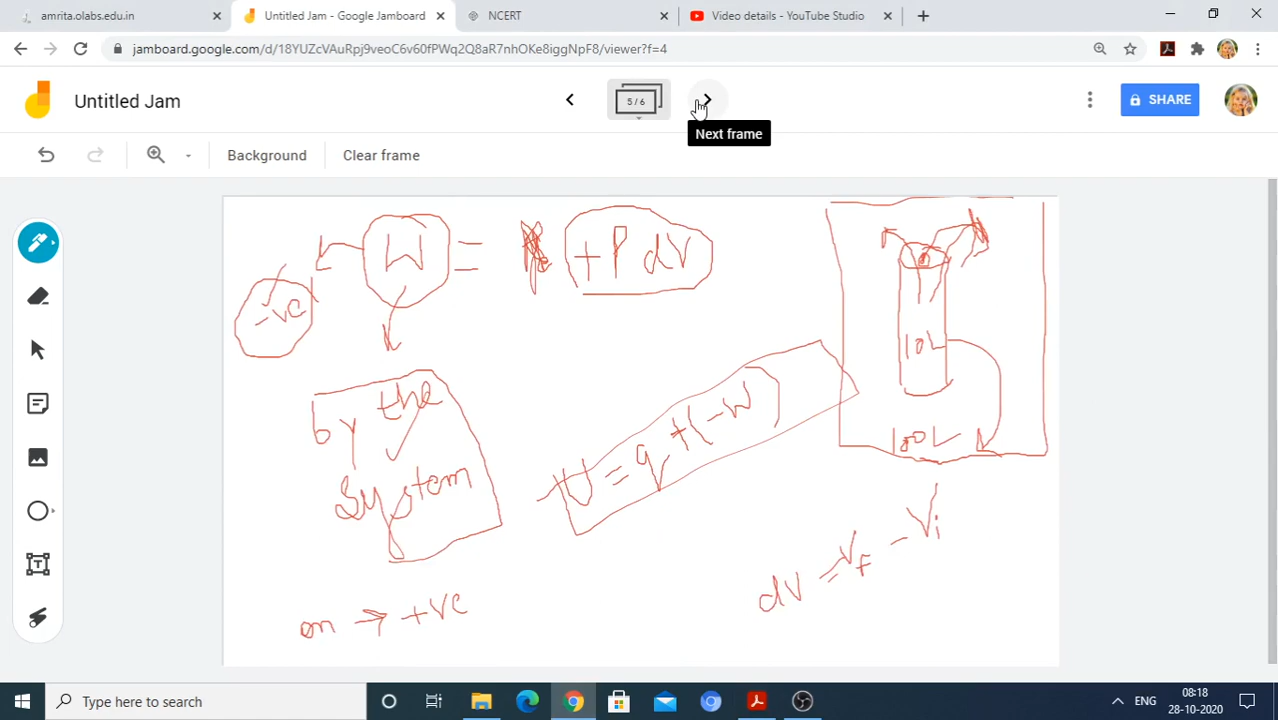 amrita.olabs.edu.in
Untitled Jam - Google Jamboard
NCERT
Video details - YouTube Studio
jamboard.google.com/d/18YUZcVAuRpj9veoC6v60fPWq2Q8aR7nhOKe8iggNpF8/viewer?f=4
Untitled Jam
5 / 6
SHARE
Next frame
Background
Clear frame
W = + P dV
-ve
10L
100L
by the
system
U = q + (-W)
dV = Vf - Vi
on → +ve
Type here to search
ENG
08:18
28-10-2020